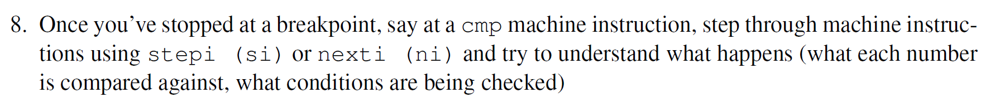 8. Once you’ve stopped at a breakpoint, say at a cmp machine instruction, step through machine instruc-
tions using stepi (si) or nexti (ni) and try to understand what happens (what each number
is compared against, what conditions are being checked)